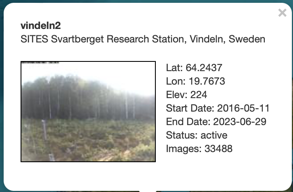 vindeln2
SITES Svartberget Research Station, Vindeln, Sweden
Lat: 64.2437
Lon: 19.7673
Elev: 224
Start Date: 2016-05-11
End Date: 2023-06-29
Status: active
Images: 33488